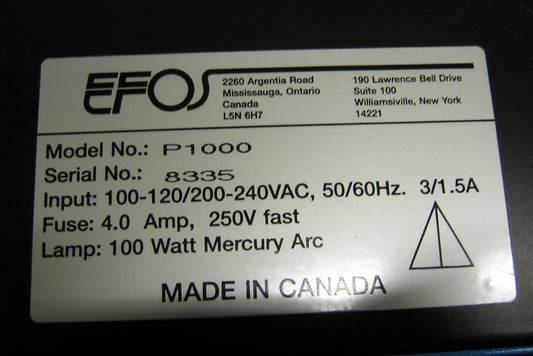 EFOS
2260 Argentia Road
Mississauga, Ontario
Canada
L5N 6H7
190 Lawrence Bell Drive
Suite 100
Williamsville, New York
14221
Model No.: P1000
Serial No.: 8335
Input: 100-120/200-240VAC, 50/60Hz. 3/1.5A
Fuse: 4.0 Amp, 250V fast
Lamp: 100 Watt Mercury Arc
MADE IN CANADA